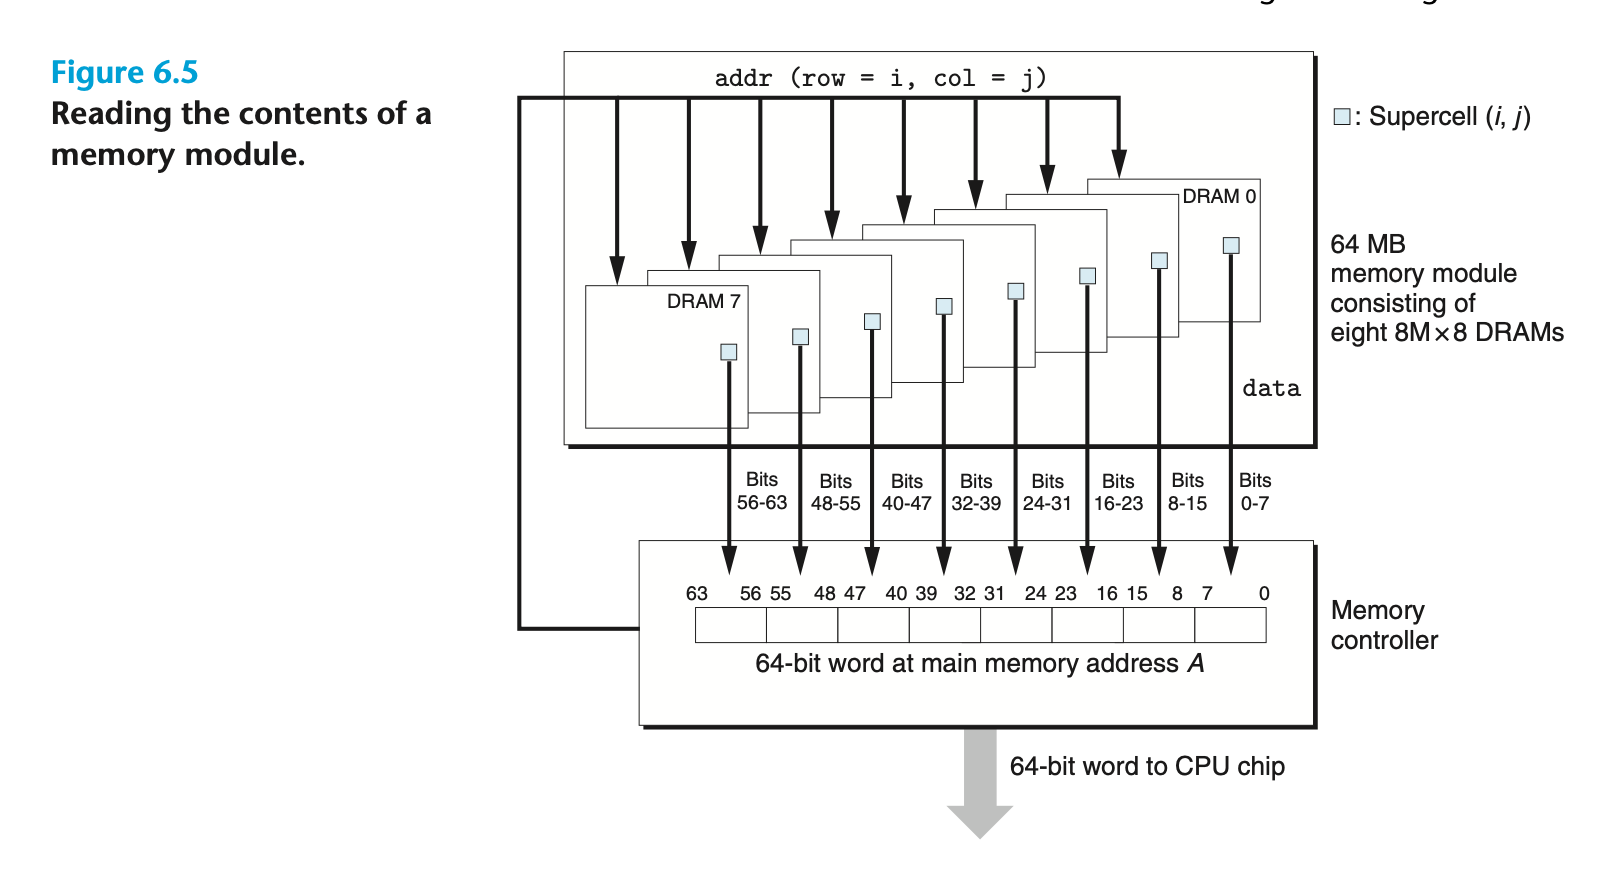 Figure 6.5
Reading the contents of a
memory module.
addr (row = i, col = j)
: Supercell (i, j)
DRAM 0
DRAM 7
64 MB
memory module
consisting of
eight 8M×8 DRAMs
data
Bits Bits Bits Bits Bits Bits Bits Bits
56-63 48-55 40-47 32-39 24-31 16-23 8-15 0-7
63 56 55 48 47 40 39 32 31 24 23 16 15 8 7 0
64-bit word at main memory address A
Memory
controller
64-bit word to CPU chip